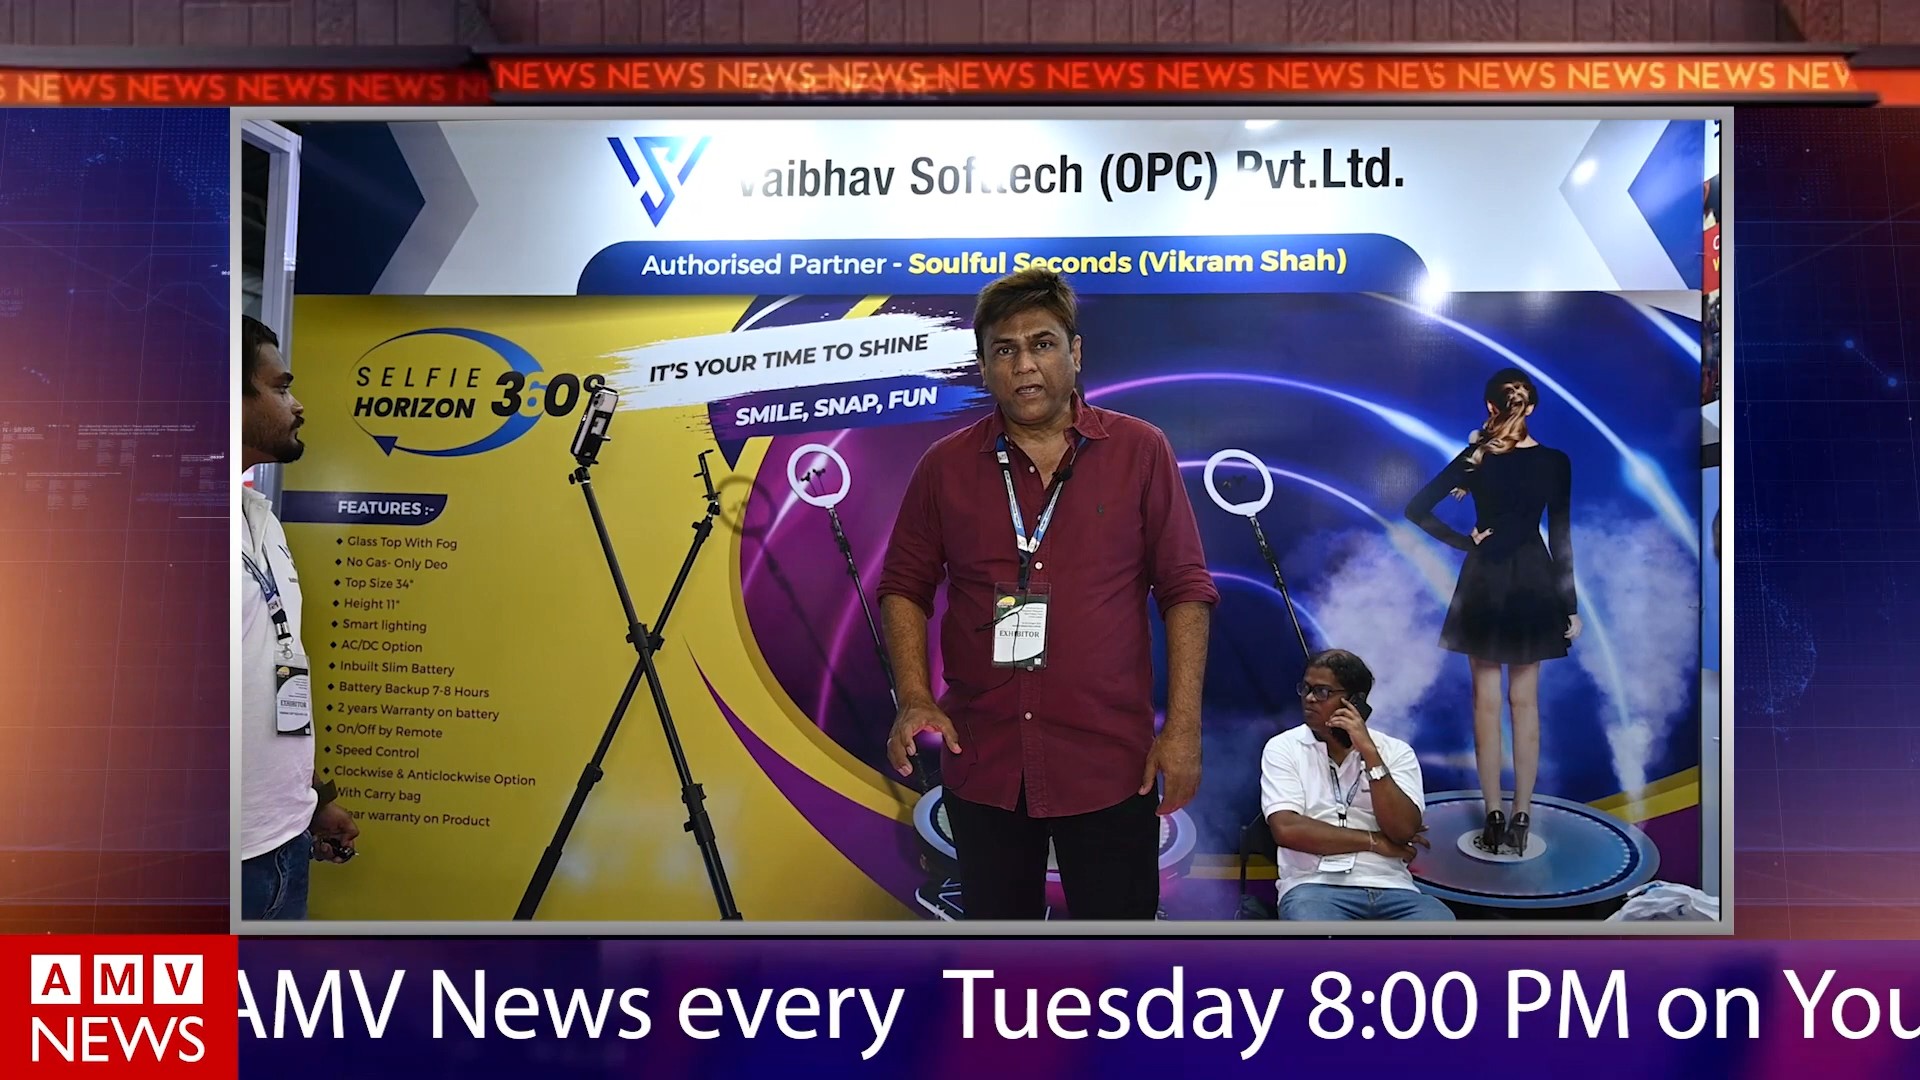 NEWS NEWS NEWS NEWS NEWS NEWS NEWS NEWS NEWS NEWS NEWS NEWS
Vaibhav Softtech (OPC) Pvt.Ltd.
Authorised Partner - Soulful Seconds (Vikram Shah)
SELFIE
HORIZON 360°
IT'S YOUR TIME TO SHINE
SMILE, SNAP, FUN
FEATURES :-
Glass Top With Fog
No Gas- Only Deo
Top Size 34"
Height 11"
Smart lighting
AC/DC Option
Inbuilt Slim Battery
Battery Backup 7-8 Hours
2 years Warranty on battery
On/Off by Remote
Speed Control
Clockwise & Anticlockwise Option
With Carry bag
warranty on Product
EXHIBITOR
EXHIBITOR
AMV
NEWS
AMV News every Tuesday 8:00 PM on You